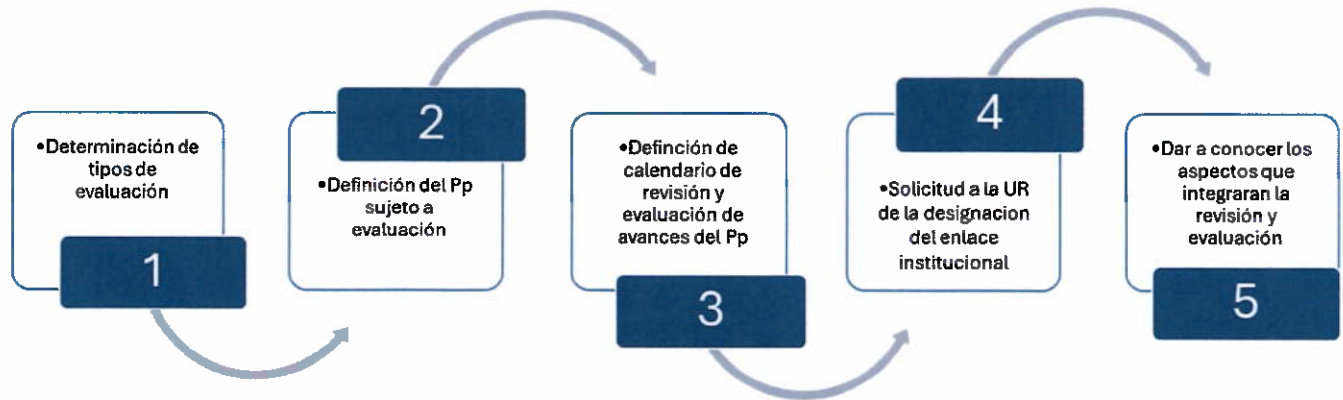 •Determinación de
tipos de
evaluación
1
2
•Definición del Pp
sujeto a
evaluación
•Definción de
calendario de
revisión y
evaluación de
avances del Pp
3
4
•Solicitud a la UR
de la designacion
del enlace
institucional
•Dar a conocer los
aspectos que
integraran la
revisión y
evaluación
5